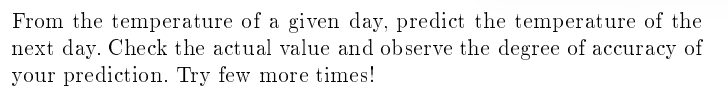 From the temperature of a given day, predict the temperature of the
next day. Check the actual value and observe the degree of accuracy of
your prediction. Try few more times!